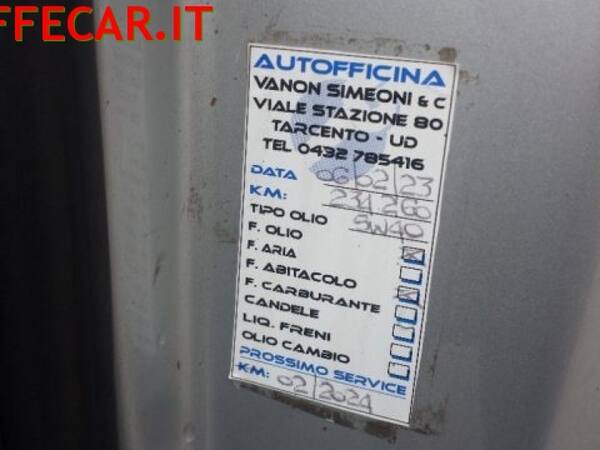 FFECAR.IT
AUTOFFICINA
VANON SIMEONI & C
VIALE STAZIONE 80
TARCENTO - UD
TEL 0432 785416
DATA 06/02/23
KM: 234260
TIPO OLIO 5W40
F. OLIO
F. ARIA
F. ABITACOLO
F. CARBURANTE
CANDELE
LIQ. FRENI
OLIO CAMBIO
PROSSIMO SERVICE
KM: 02/2024